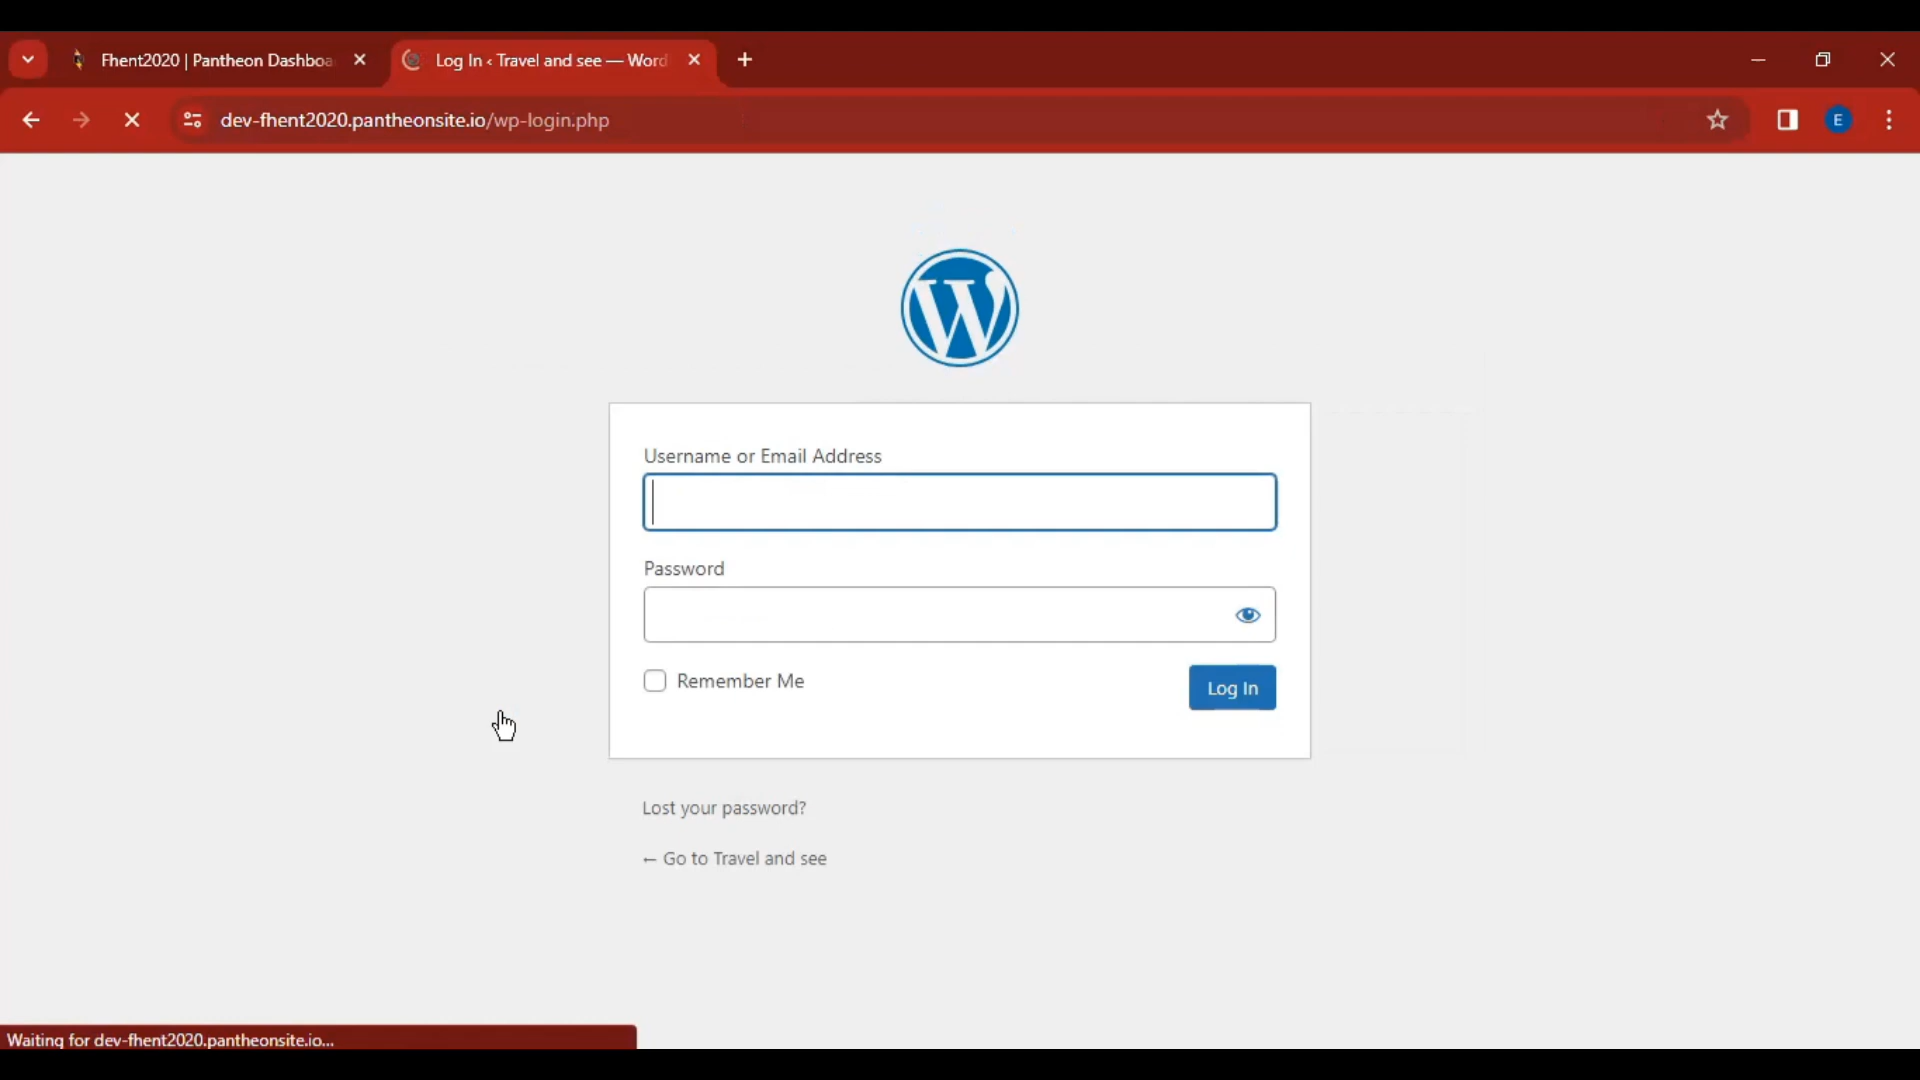 Fhent2020 | Pantheon Dashboa
Log In ‹ Travel and see — Word
dev-fhent2020.pantheonsite.io/wp-login.php
E
Username or Email Address
Password
Remember Me
Log In
Lost your password?
← Go to Travel and see
Waiting for dev-fhent2020.pantheonsite.io...